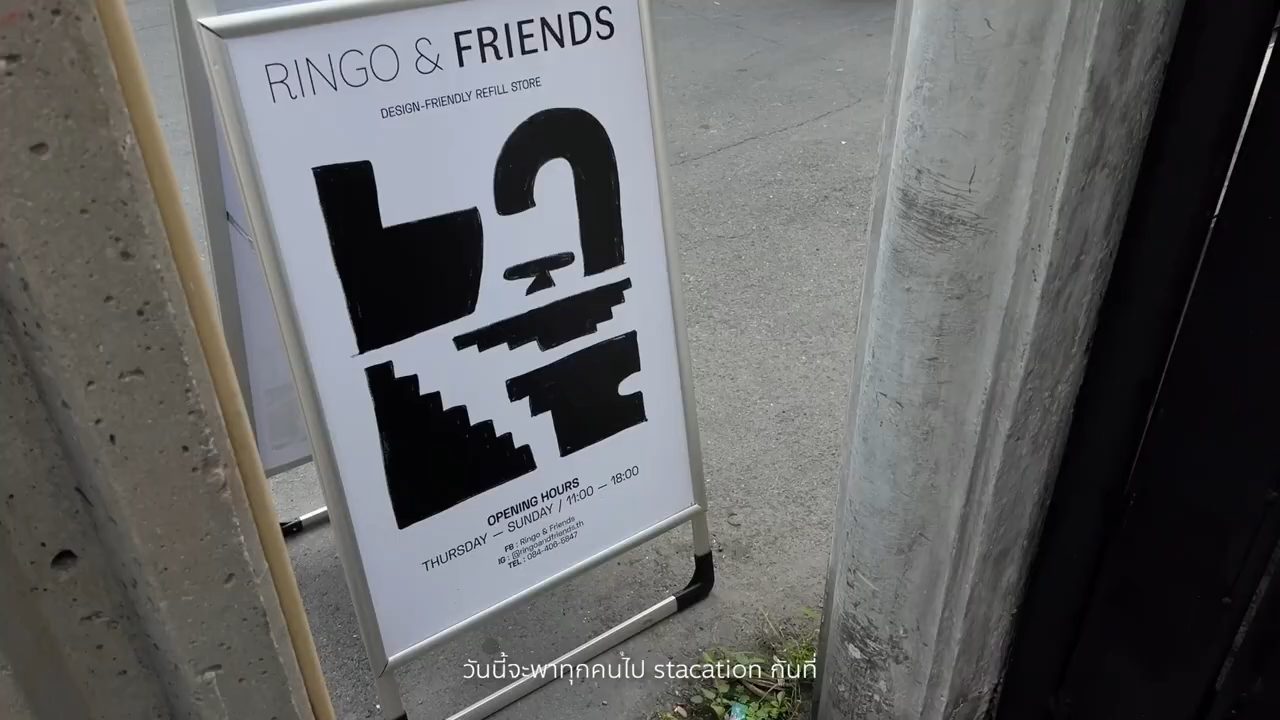 RINGO & FRIENDS
DESIGN-FRIENDLY REFILL STORE
OPENING HOURS
THURSDAY — SUNDAY / 11:00 — 18:00
FB : Ringo & Friends
IG : @ringoandfriends.th
TEL : 084-406-5847
วันนี้จะพาทุกคนไป stacation กันที่